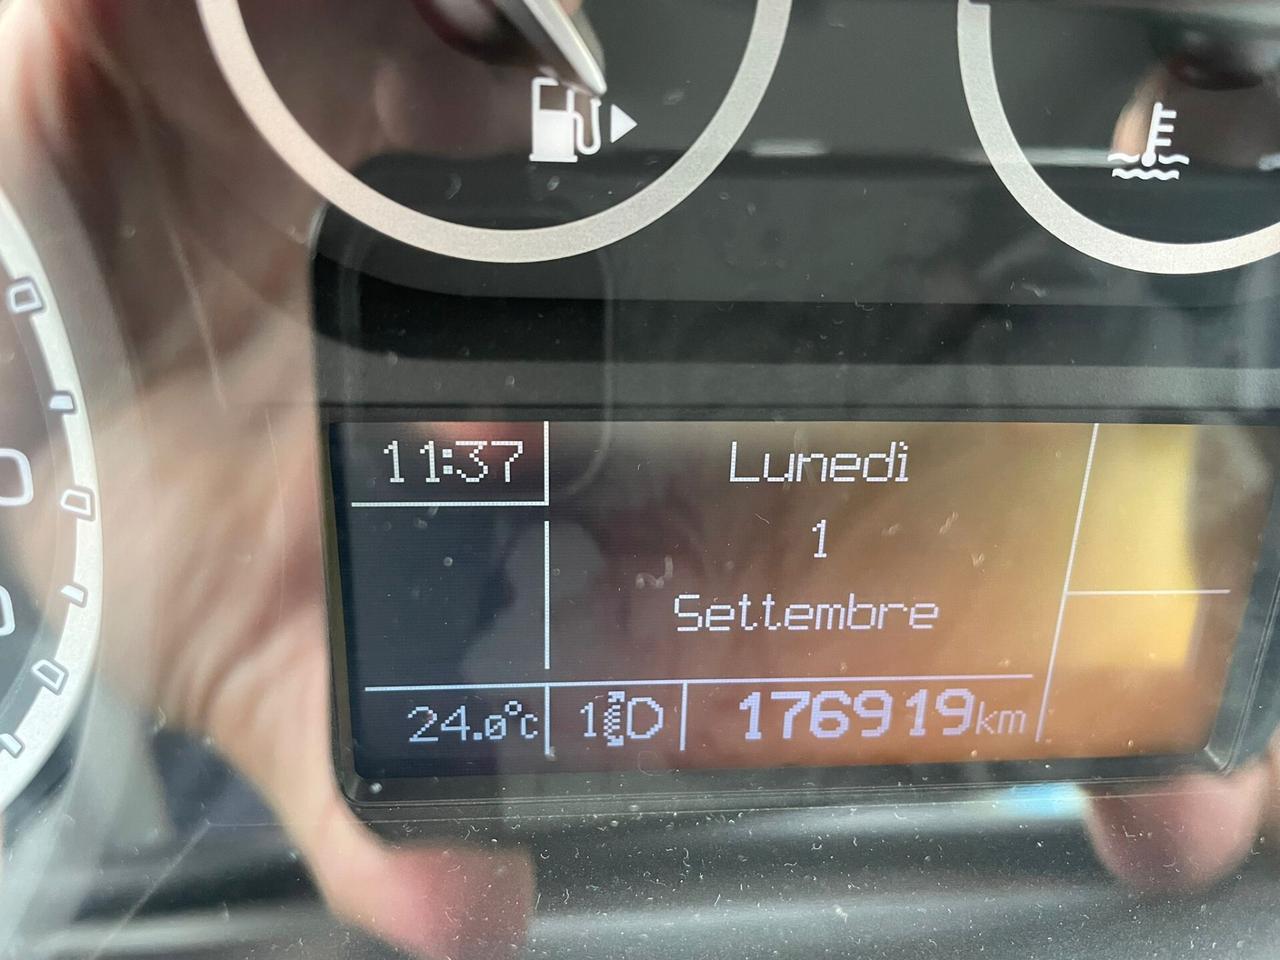 11:37
Lunedì
1
Settembre
24.0°C
1
176919km